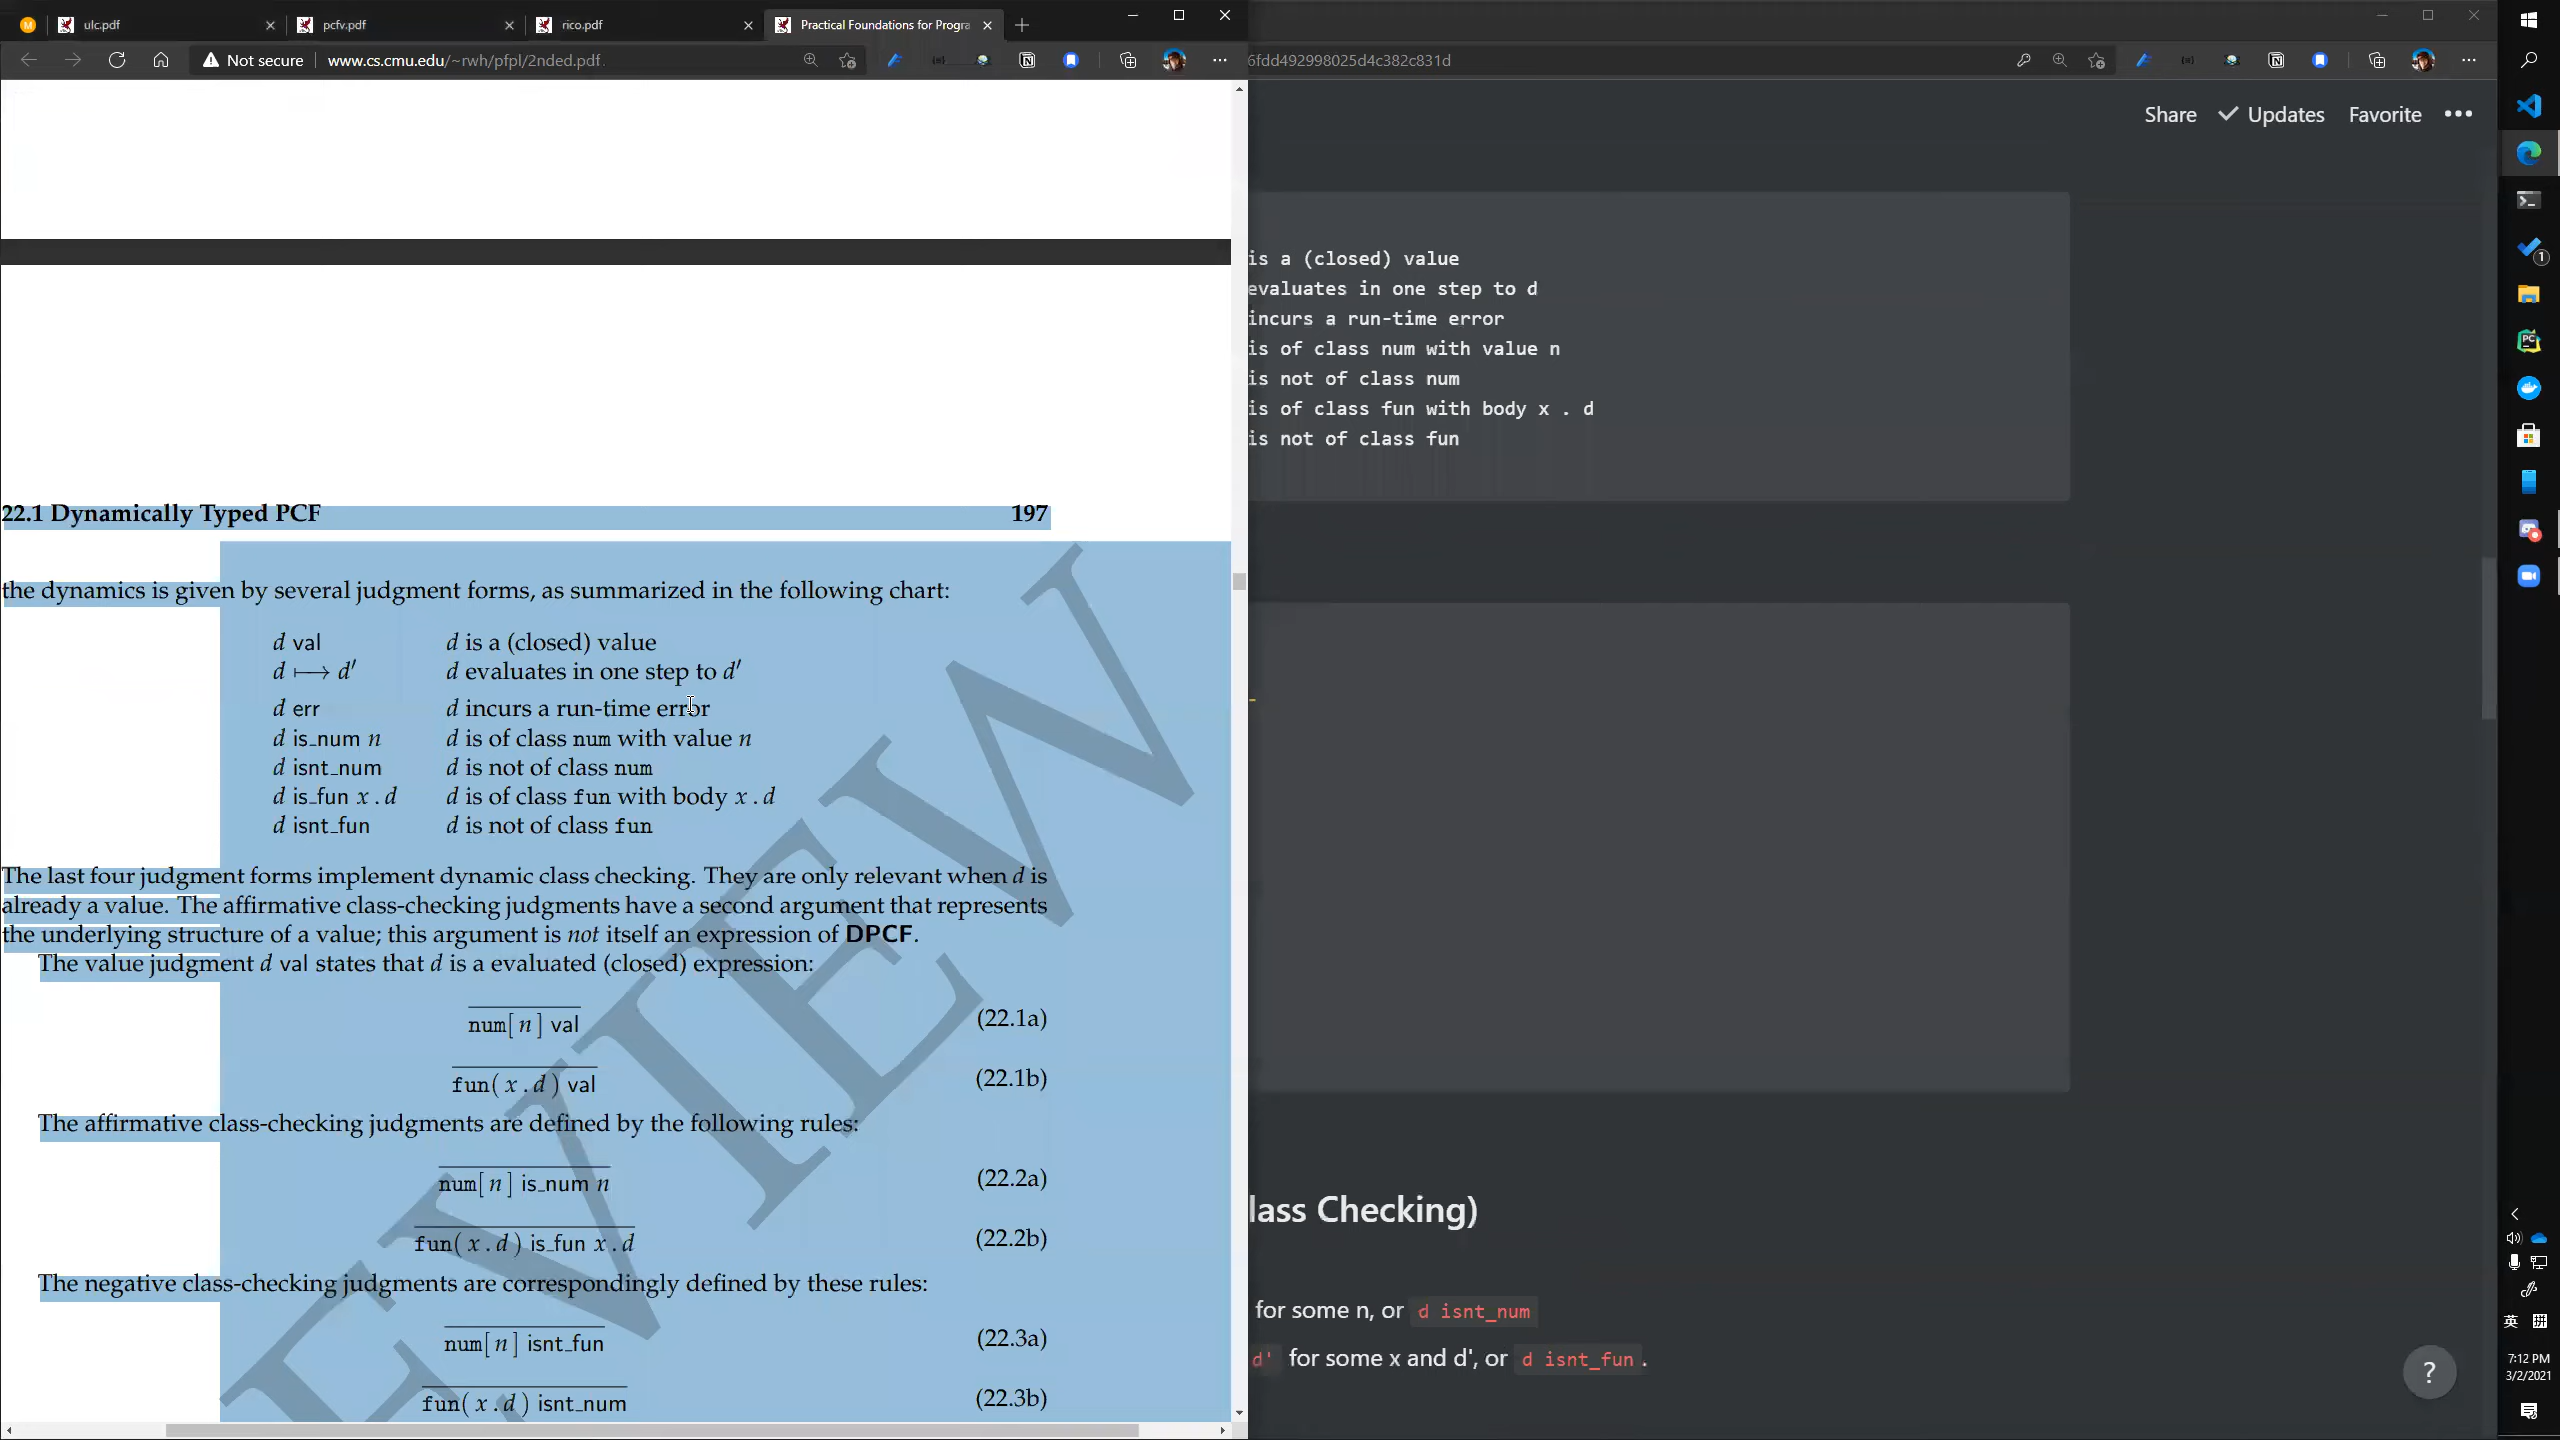 M
ulc.pdf
pcfv.pdf
rico.pdf
Practical Foundations for Progra
Not secure
www.cs.cmu.edu/~rwh/pfpl/2nded.pdf
6fdd492998025d4c382c831d
Share
Updates
Favorite
22.1 Dynamically Typed PCF 197
the dynamics is given by several judgment forms, as summarized in the following chart:
d val d is a (closed) value
d ⟼ d′ d evaluates in one step to d′
d err d incurs a run-time error
d is_num n d is of class num with value n
d isnt_num d is not of class num
d is_fun x . d d is of class fun with body x . d
d isnt_fun d is not of class fun
The last four judgment forms implement dynamic class checking. They are only relevant when d is
already a value. The affirmative class-checking judgments have a second argument that represents
the underlying structure of a value; this argument is not itself an expression of DPCF.
The value judgment d val states that d is a evaluated (closed) expression:
num[ n ] val (22.1a)
fun( x . d ) val (22.1b)
The affirmative class-checking judgments are defined by the following rules:
num[ n ] is_num n (22.2a)
fun( x . d ) is_fun x . d (22.2b)
The negative class-checking judgments are correspondingly defined by these rules:
num[ n ] isnt_fun (22.3a)
fun( x . d ) isnt_num (22.3b)
EVIEW
is a (closed) value
evaluates in one step to d
incurs a run-time error
is of class num with value n
is not of class num
is of class fun with body x . d
is not of class fun
lass Checking)
for some n, or d isnt_num
d' for some x and d', or d isnt_fun .
?
1
PC
英 拼
7:12 PM
3/2/2021